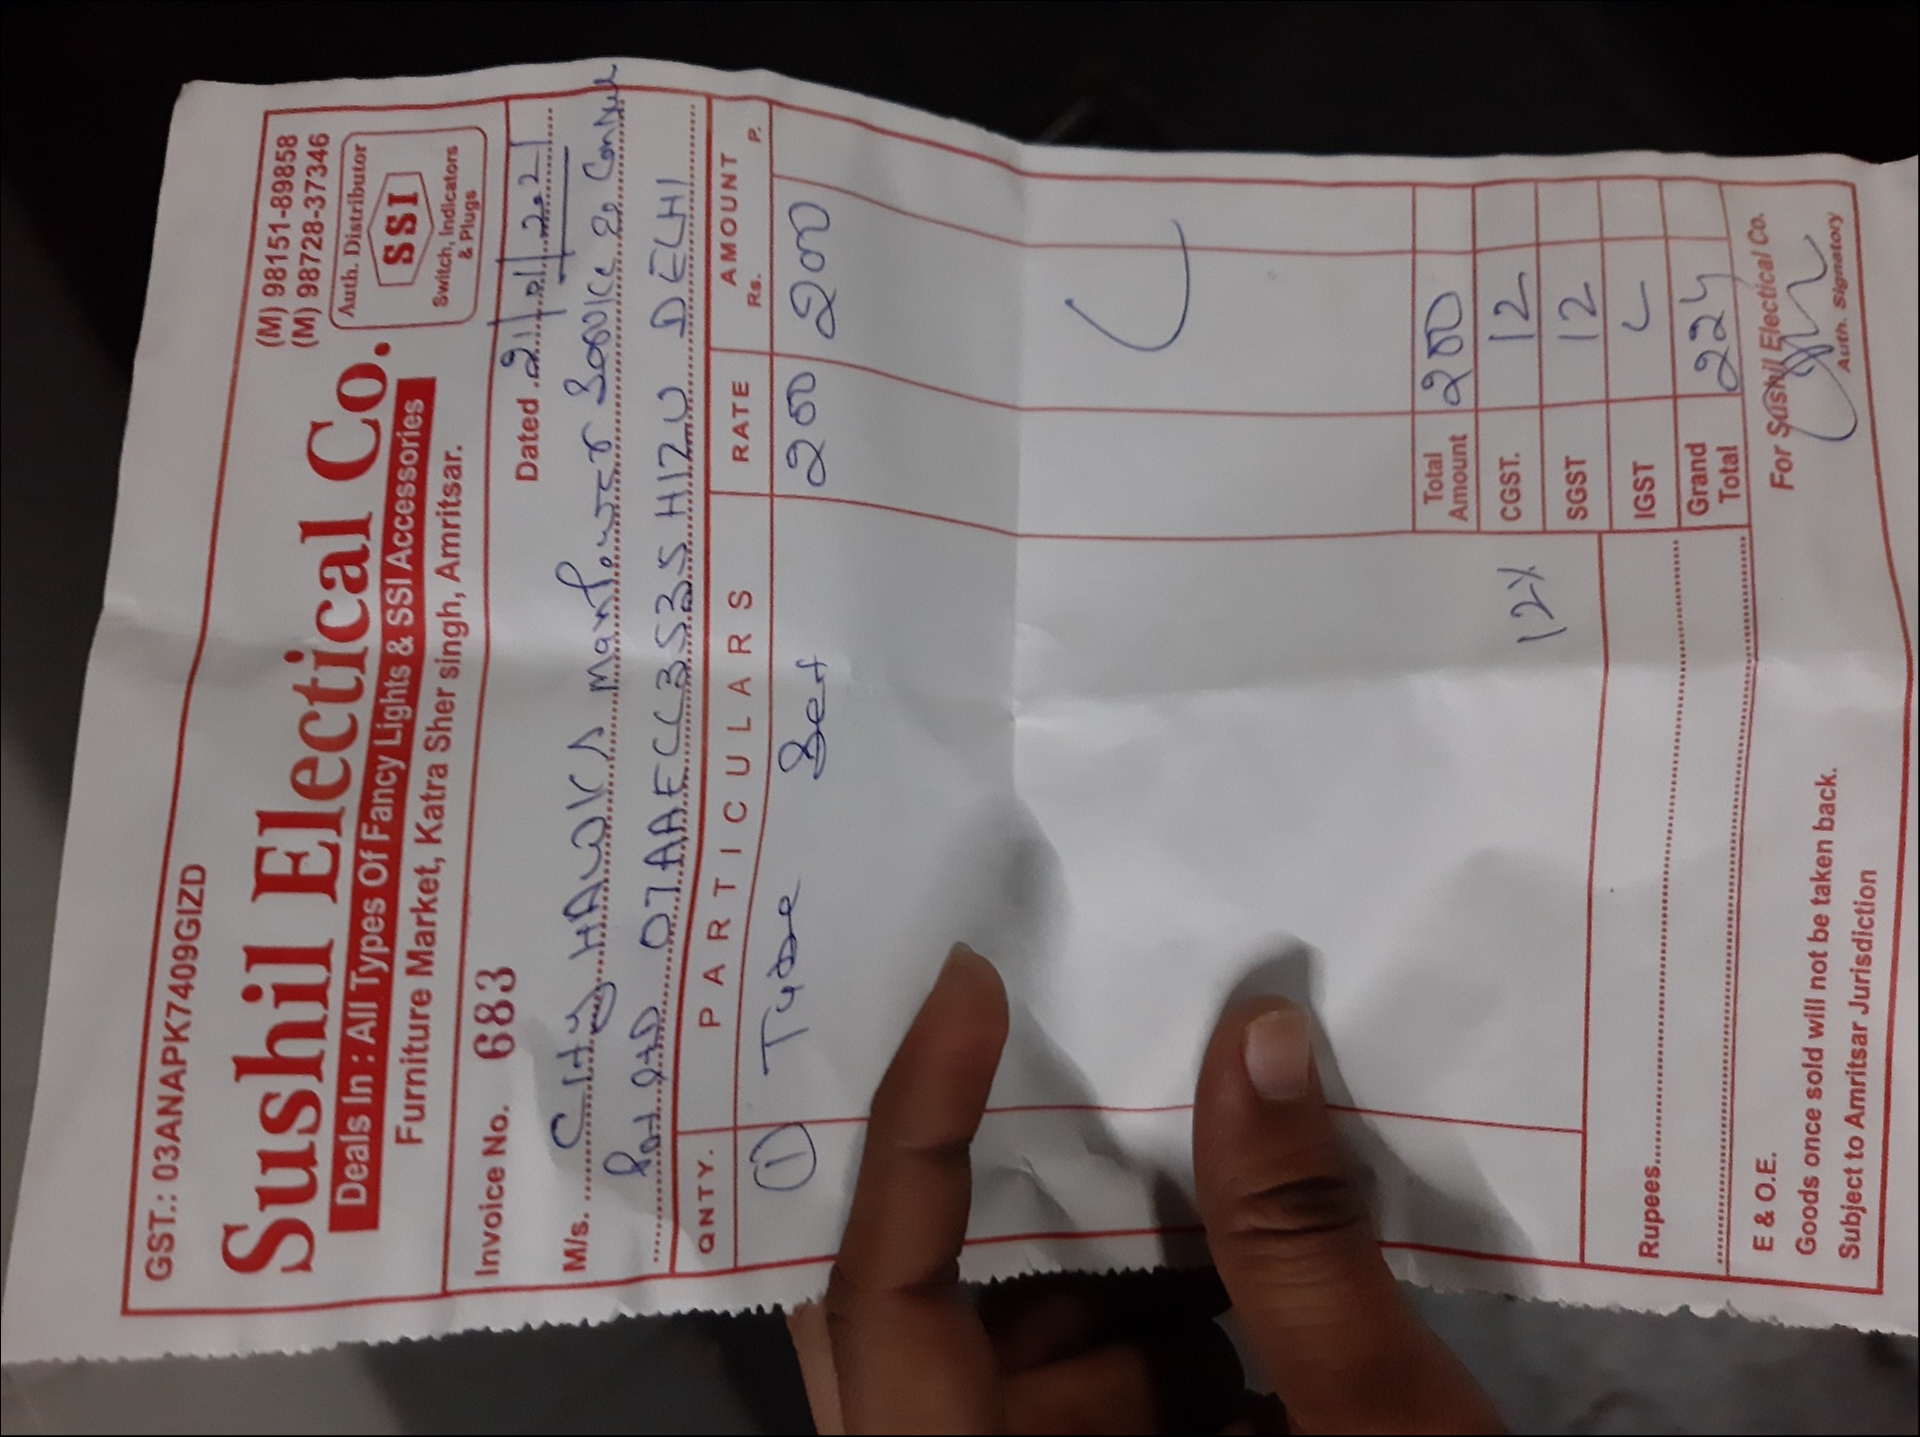 GST.: 03ANAPK7409GIZD
(M) 98151-89858
(M) 98728-37346
Sushil Electical Co.
Auth. Distributor
SSI
Switch, Indicators
& Plugs
Deals In : All Types Of Fancy Lights & SSI Accessories
Furniture Market, Katra Sher singh, Amritsar.
Invoice No. 683 Dated 21/01/2021
M/s. City HAWKS Manpower
07AAECC3353SH1ZU DELHI
QNTY. PARTICULARS RATE AMOUNT
Rs. P.
1 Tube Set 200 200
Total Amount 200
12% CGST. 12
SGST 12
IGST
Rupees Grand Total 224
E & O.E. For Sushil Electical Co.
Goods once sold will not be taken back.
Subject to Amritsar Jurisdiction Auth. Signatory